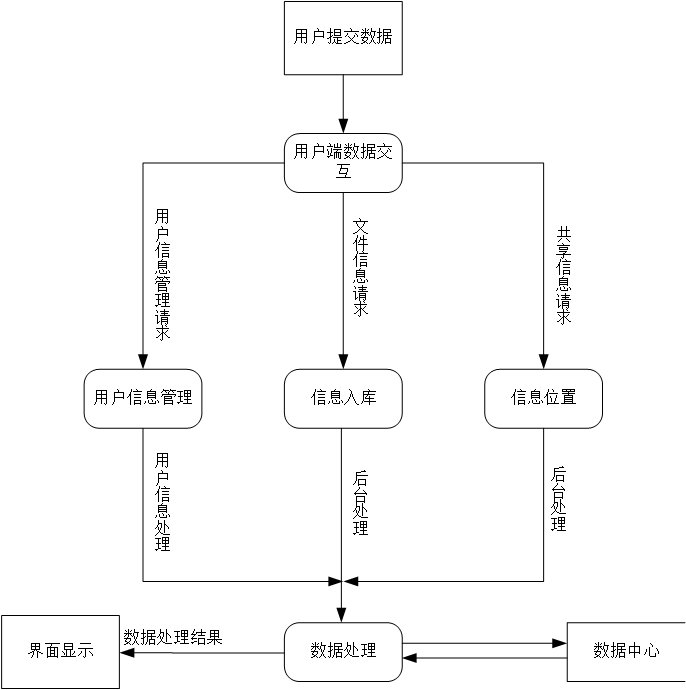 用户提交数据
用户端数据交
互
用户信息管理请求
文件信息请求
共享信息请求
用户信息管理
信息入库
信息位置
用户信息处理
后台处理
后台处理
界面显示
数据处理结果
数据处理
数据中心